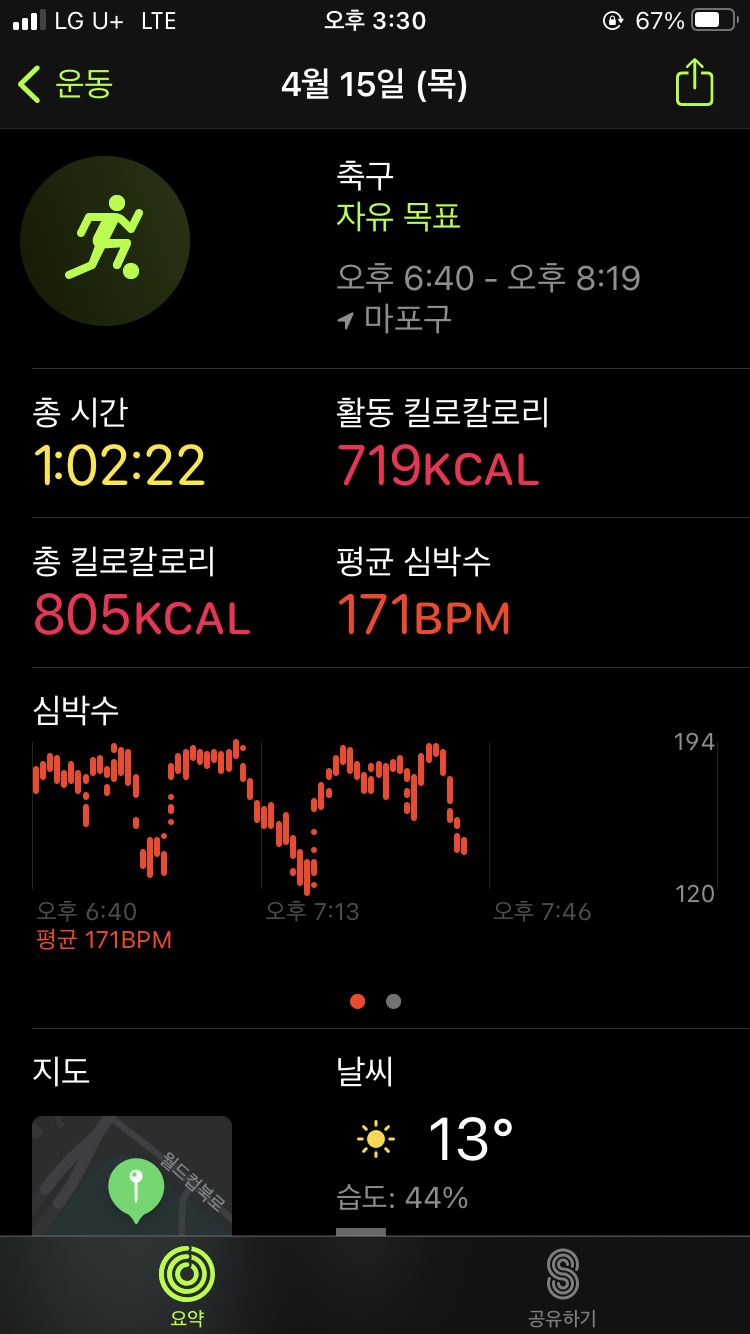 LG U+ LTE 오후 3:30 67%
운동 4월 15일 (목)
축구
자유 목표
오후 6:40 - 오후 8:19
마포구
총 시간 활동 킬로칼로리
1:02:22 719KCAL
총 킬로칼로리 평균 심박수
805KCAL 171BPM
심박수
194
120
오후 6:40 오후 7:13 오후 7:46
평균 171BPM
지도 날씨
13°
월드컵북로
습도: 44%
요약 공유하기